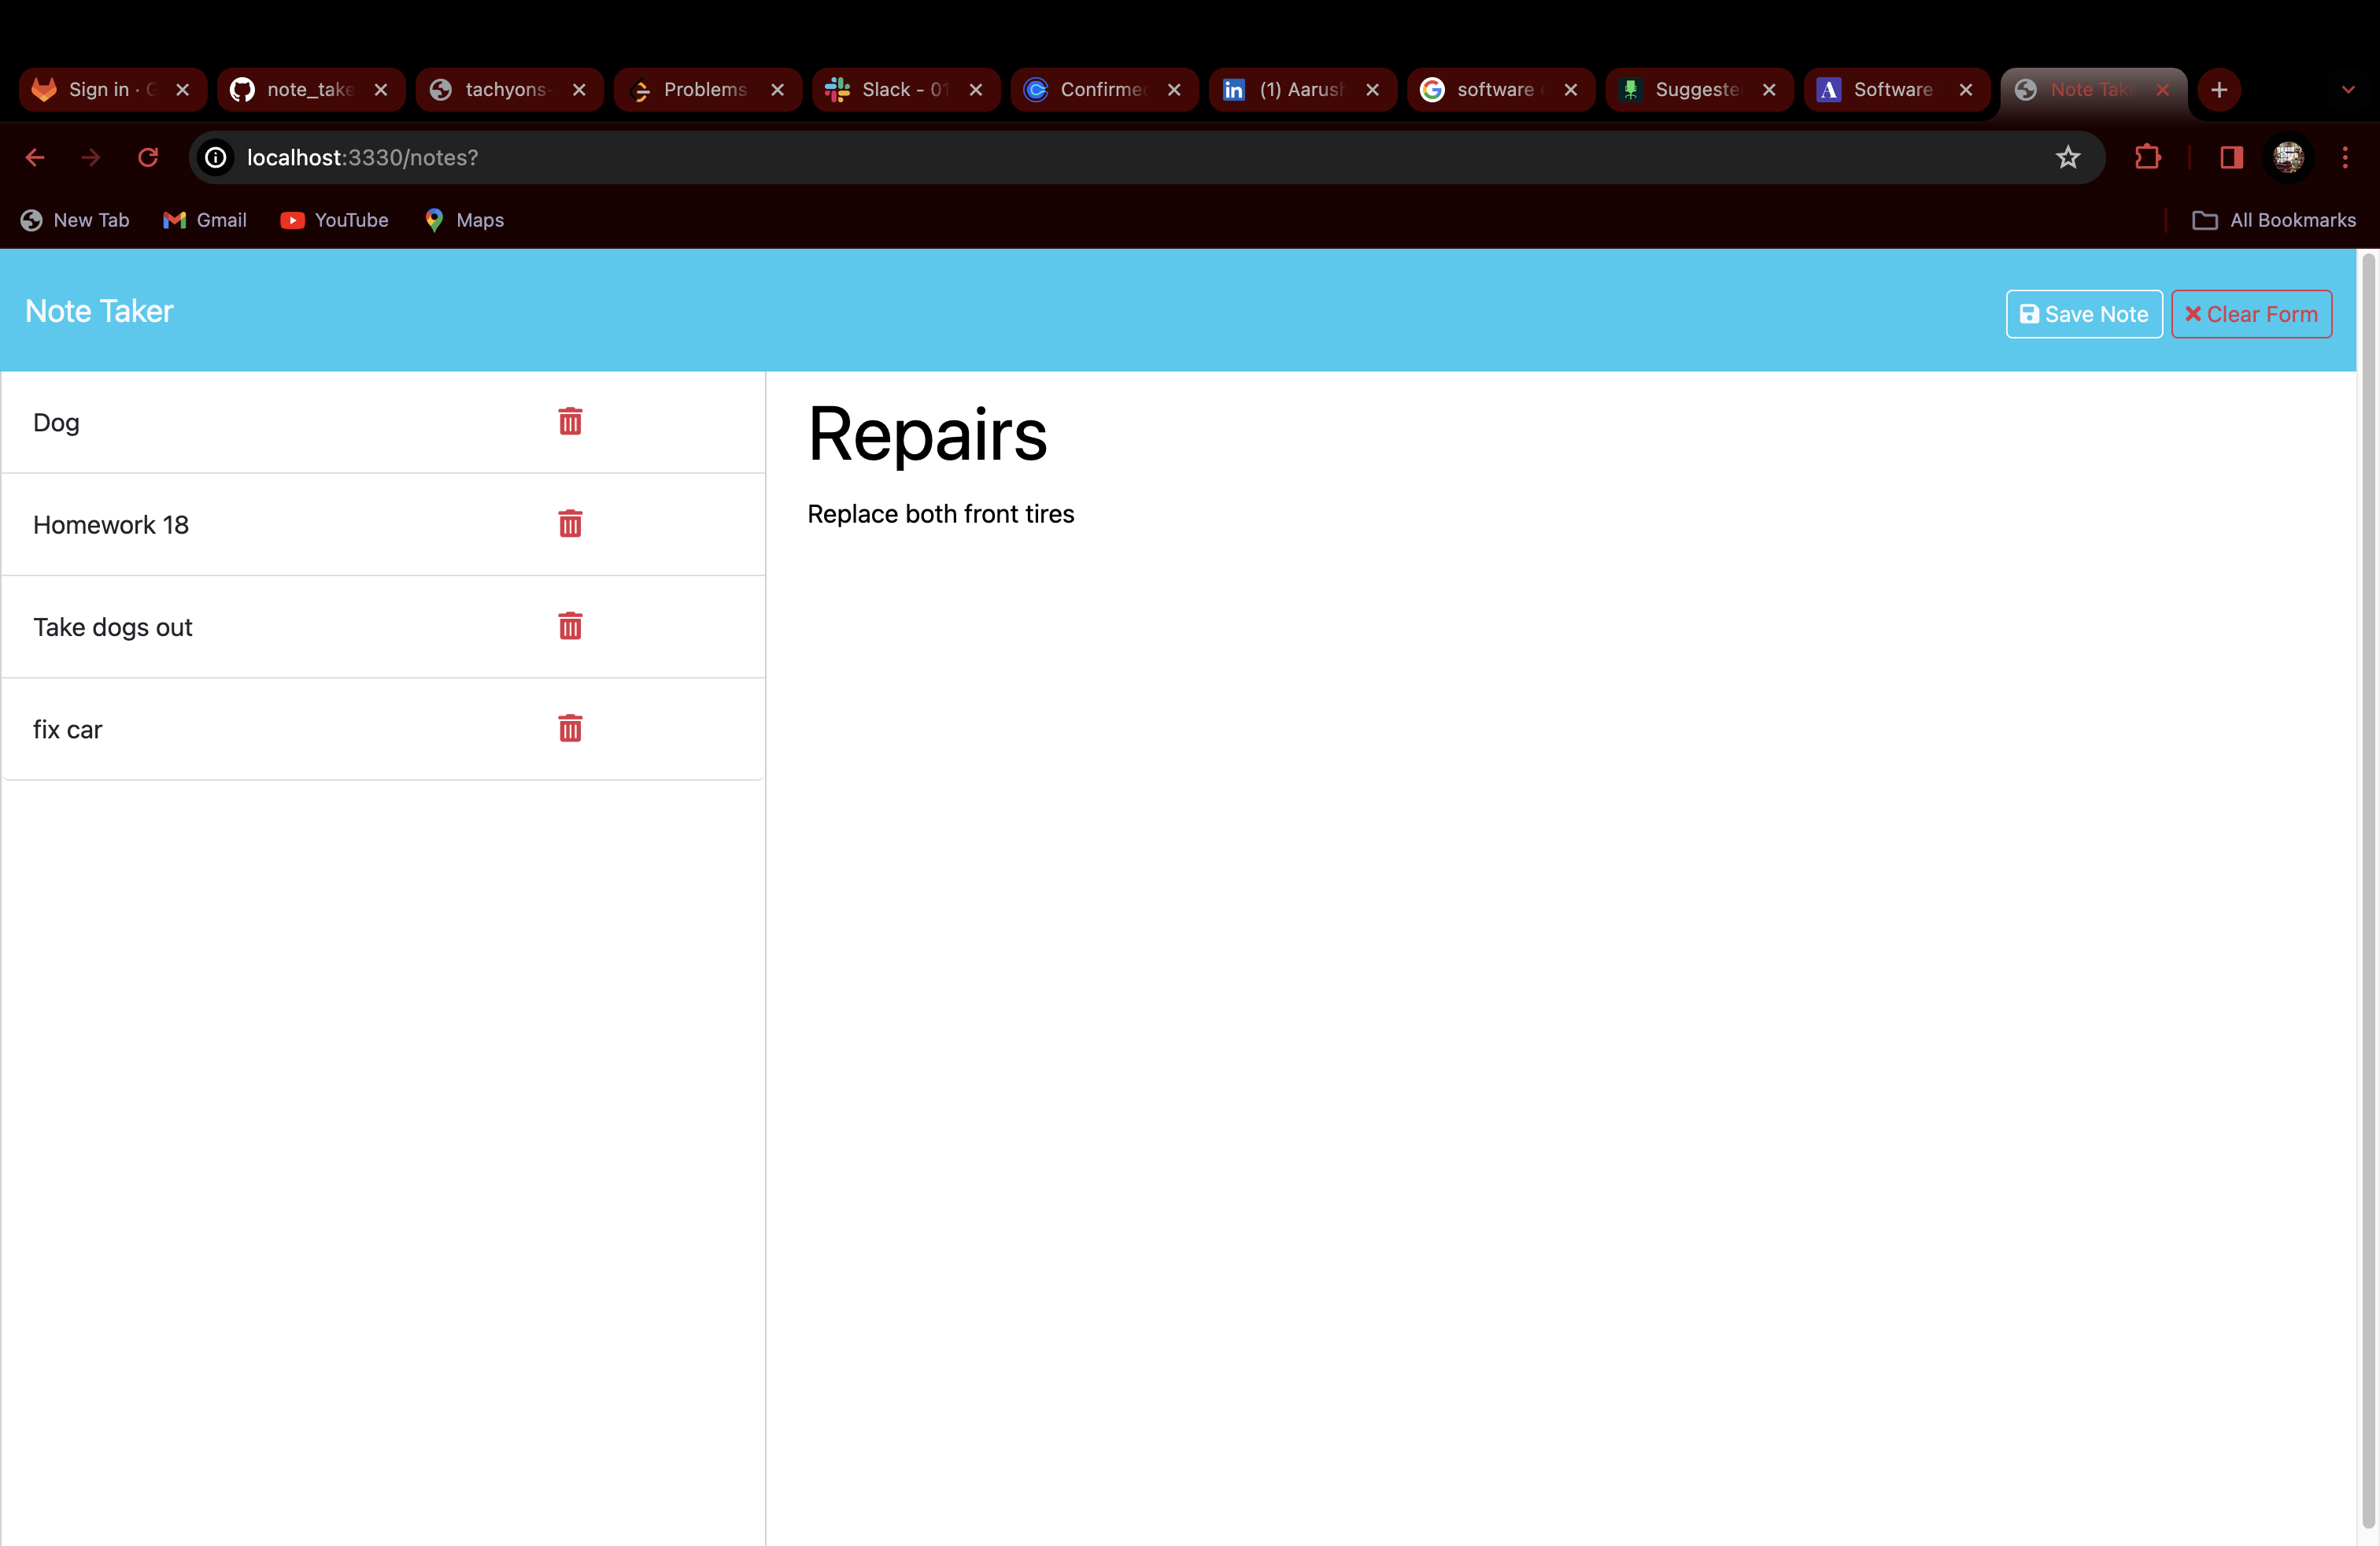 Sign in ·
note_take
tachyons-
Problems
Slack - 01
Confirmed
(1) Aarush
software
Suggested
Software
Note Tak
localhost:3330/notes?
New Tab
Gmail
YouTube
Maps
All Bookmarks
Note Taker
Save Note
Clear Form
Dog
Homework 18
Take dogs out
fix car
Repairs
Replace both front tires